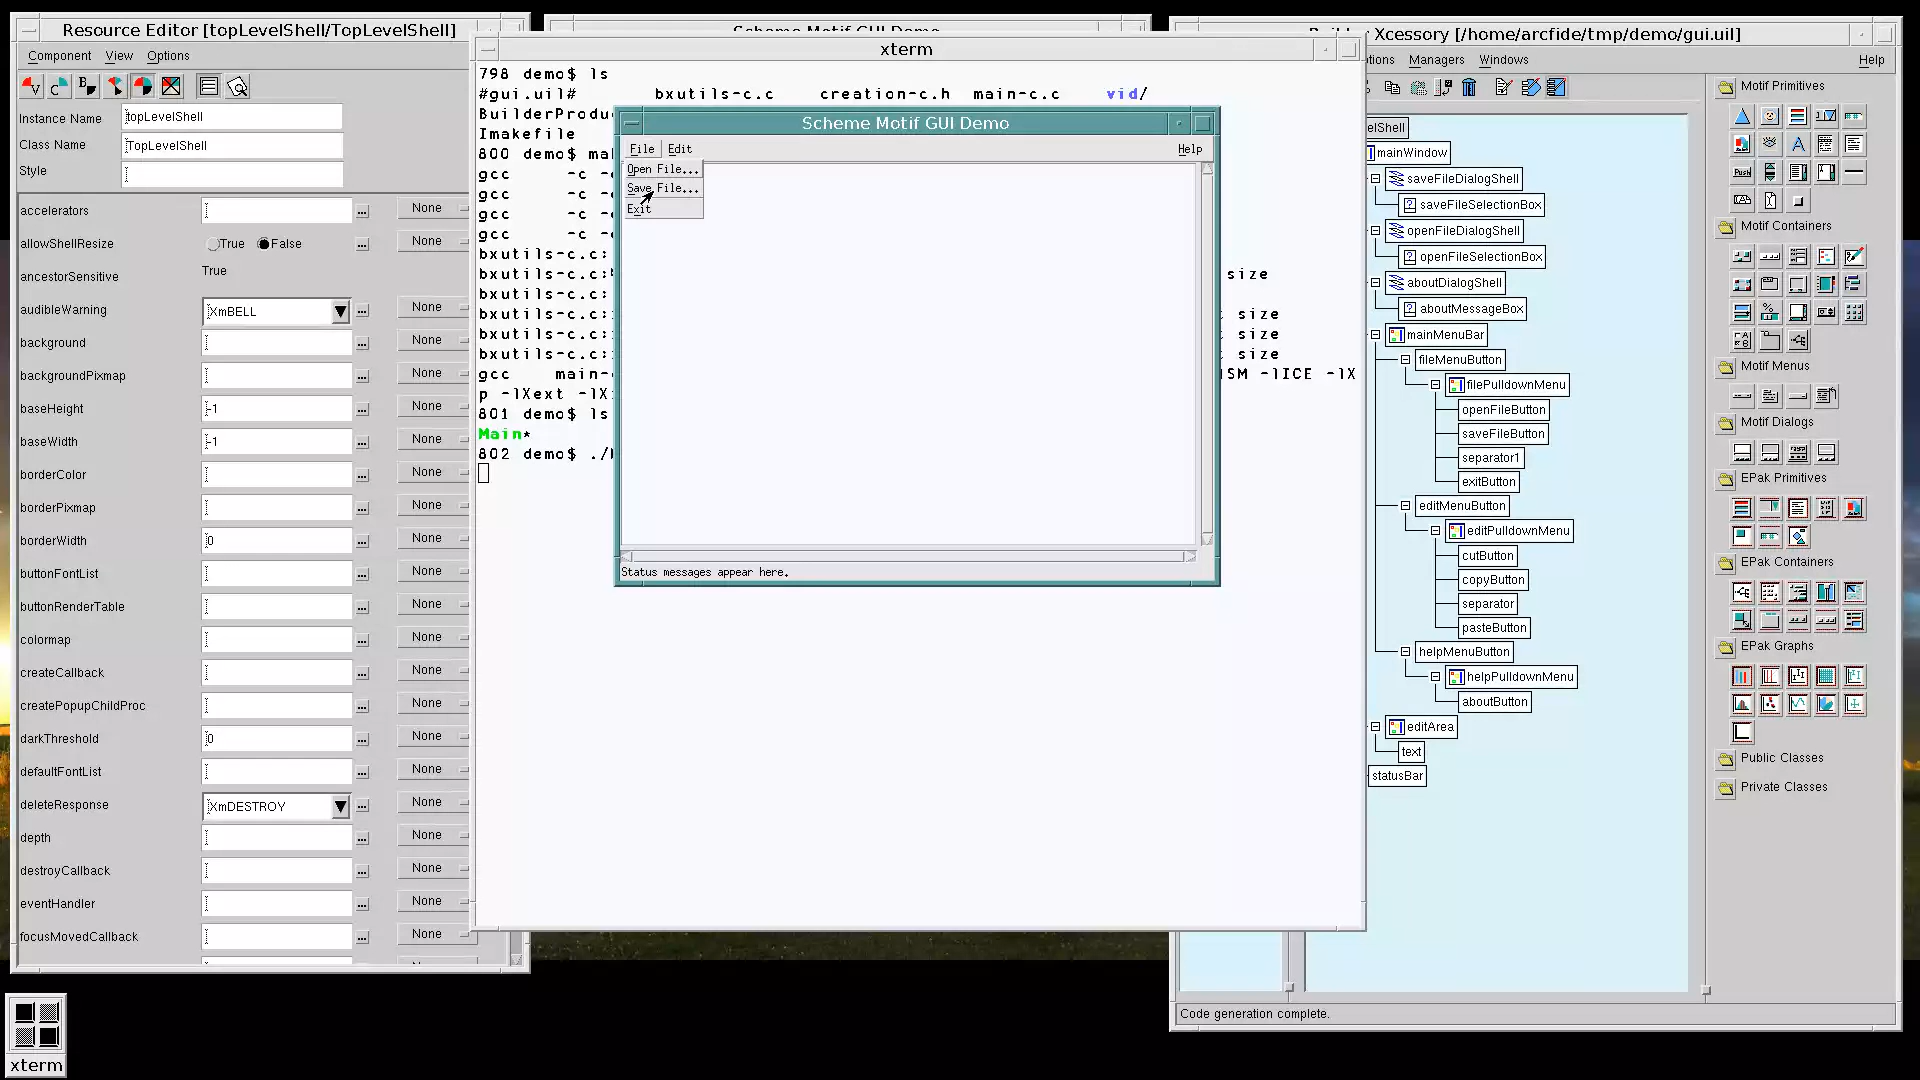 Resource Editor [topLevelShell/TopLevelShell]
Component View Options
Instance Name topLevelShell
Class Name TopLevelShell
Style
accelerators None
allowShellResize True False None
ancestorSensitive True
audibleWarning XmBELL None
background None
backgroundPixmap None
baseHeight -1 None
baseWidth -1 None
borderColor None
borderPixmap None
borderWidth 0 None
buttonFontList None
buttonRenderTable None
colormap None
createCallback None
createPopupChildProc None
darkThreshold 0 None
defaultFontList None
deleteResponse XmDESTROY None
depth None
destroyCallback None
eventHandler None
focusMovedCallback None
xterm
Scheme Motif GUI Demo
xterm
798 demo$ ls
#gui.uil# bxutils-c.c creation-c.h main-c.c vid/
Imakefile
800 demo$
gcc -c
gcc -c
gcc -c
gcc -c
bxutils-c.c:
bxutils-c.c: size
bxutils-c.c:
bxutils-c.c: size
bxutils-c.c: size
bxutils-c.c: size
gcc -lICE -lX
p -lXext
801 demo$ ls
Main*
802 demo$
Scheme Motif GUI Demo
File Edit Help
Open File...
Save File...
Exit
Status messages appear here.
Xcessory [/home/arcfide/tmp/demo/gui.uil]
Managers Windows Help
mainWindow
saveFileDialogShell
saveFileSelectionBox
openFileDialogShell
openFileSelectionBox
aboutDialogShell
aboutMessageBox
mainMenuBar
fileMenuButton
filePulldownMenu
openFileButton
saveFileButton
separator1
exitButton
editMenuButton
editPulldownMenu
cutButton
copyButton
separator
pasteButton
helpMenuButton
helpPulldownMenu
aboutButton
editArea
text
statusBar
Motif Primitives
Motif Containers
Motif Menus
Motif Dialogs
EPak Primitives
EPak Containers
EPak Graphs
Public Classes
Private Classes
Code generation complete.